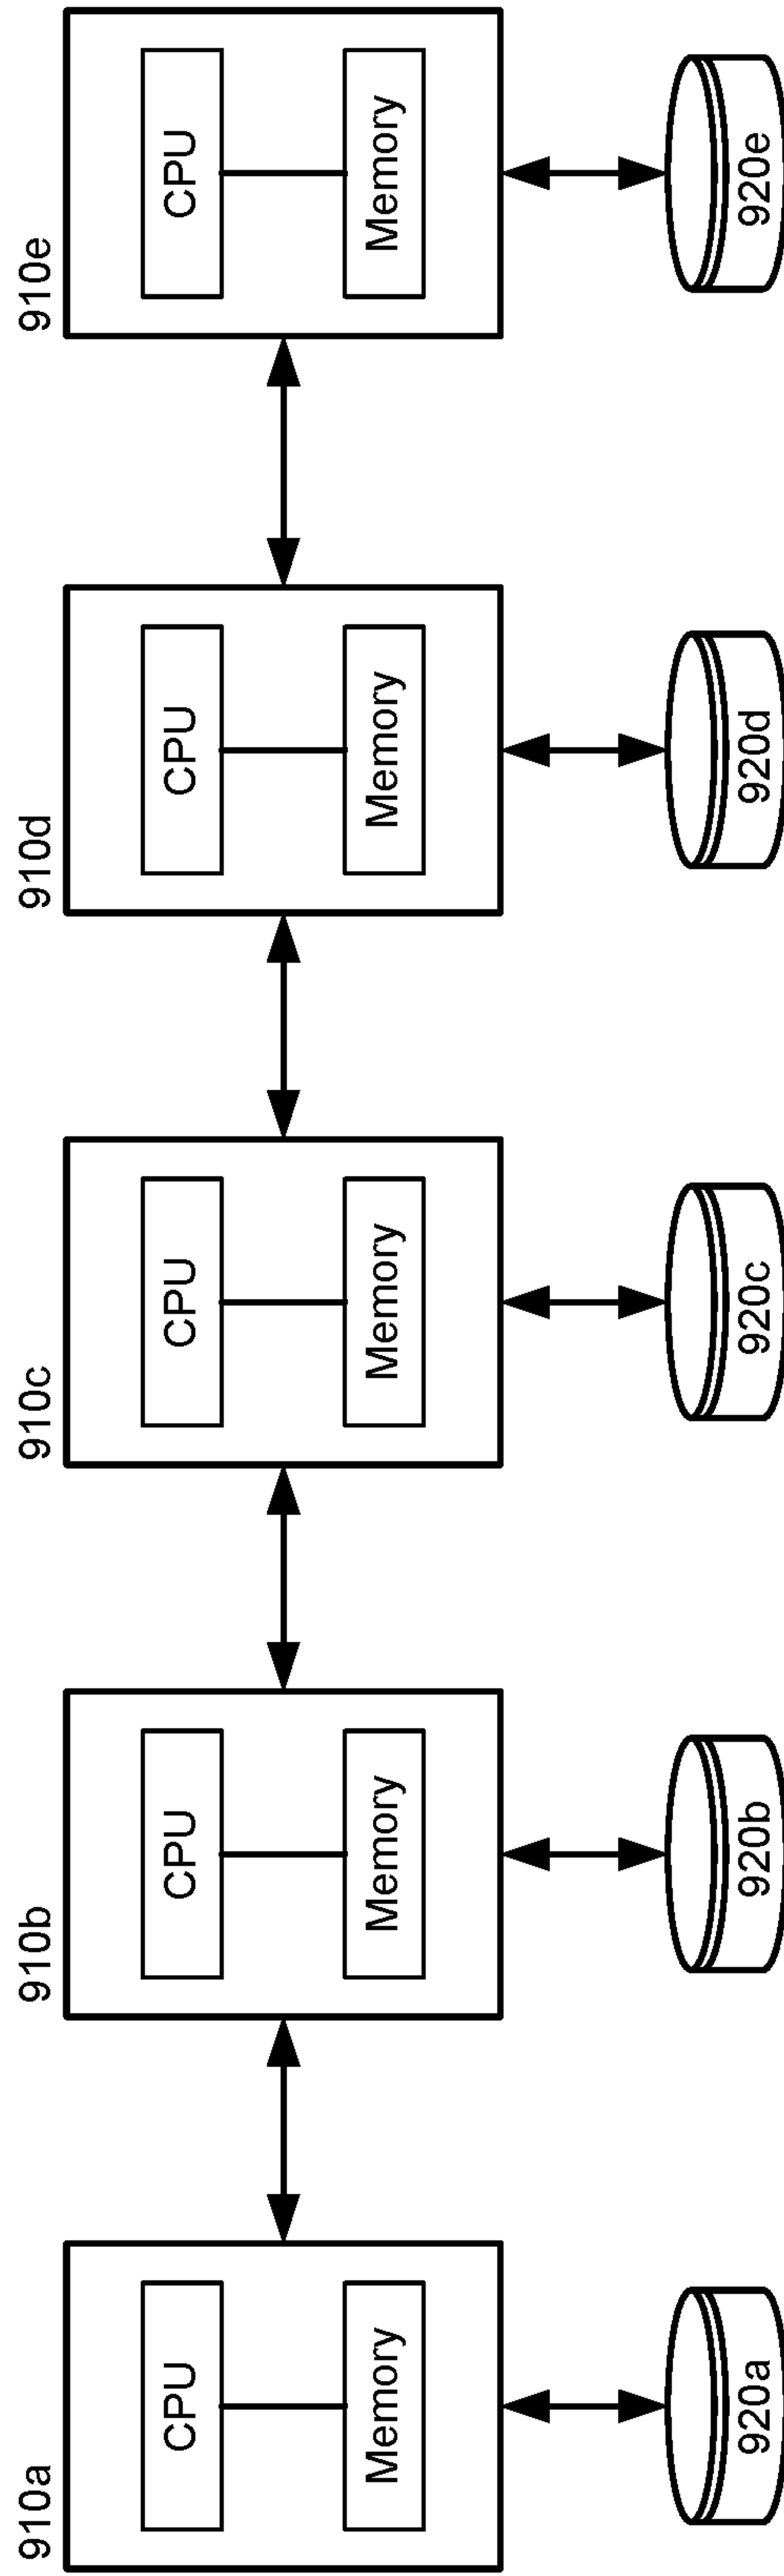 910a
910b
910c
910d
910e
CPU
CPU
CPU
CPU
CPU
Memory
Memory
Memory
Memory
Memory
920a
920b
920c
920d
920e